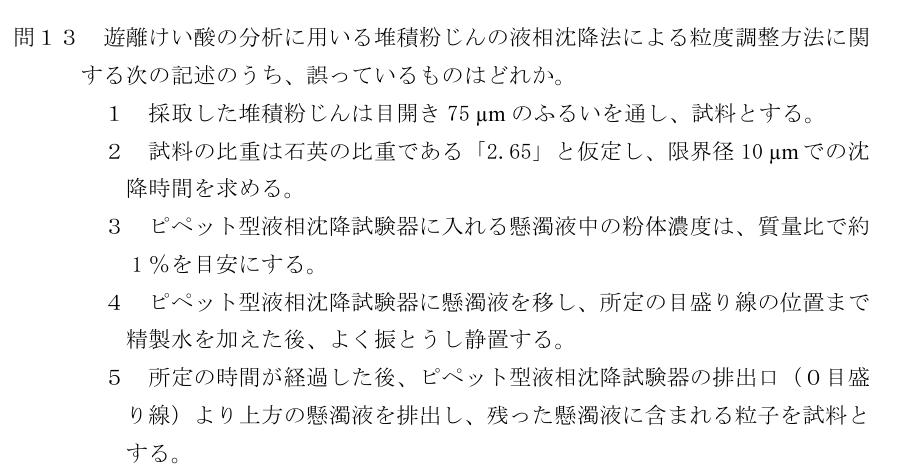 問１３　遊離けい酸の分析に用いる堆積粉じんの液相沈降法による粒度調整方法に関
する次の記述のうち、誤っているものはどれか。
１　採取した堆積粉じんは目開き 75 μm のふるいを通し、試料とする。
２　試料の比重は石英の比重である「2.65」と仮定し、限界径 10 μm での沈
降時間を求める。
３　ピペット型液相沈降試験器に入れる懸濁液中の粉体濃度は、質量比で約
１％を目安にする。
４　ピペット型液相沈降試験器に懸濁液を移し、所定の目盛り線の位置まで
精製水を加えた後、よく振とうし静置する。
５　所定の時間が経過した後、ピペット型液相沈降試験器の排出口（０目盛
り線）より上方の懸濁液を排出し、残った懸濁液に含まれる粒子を試料と
する。